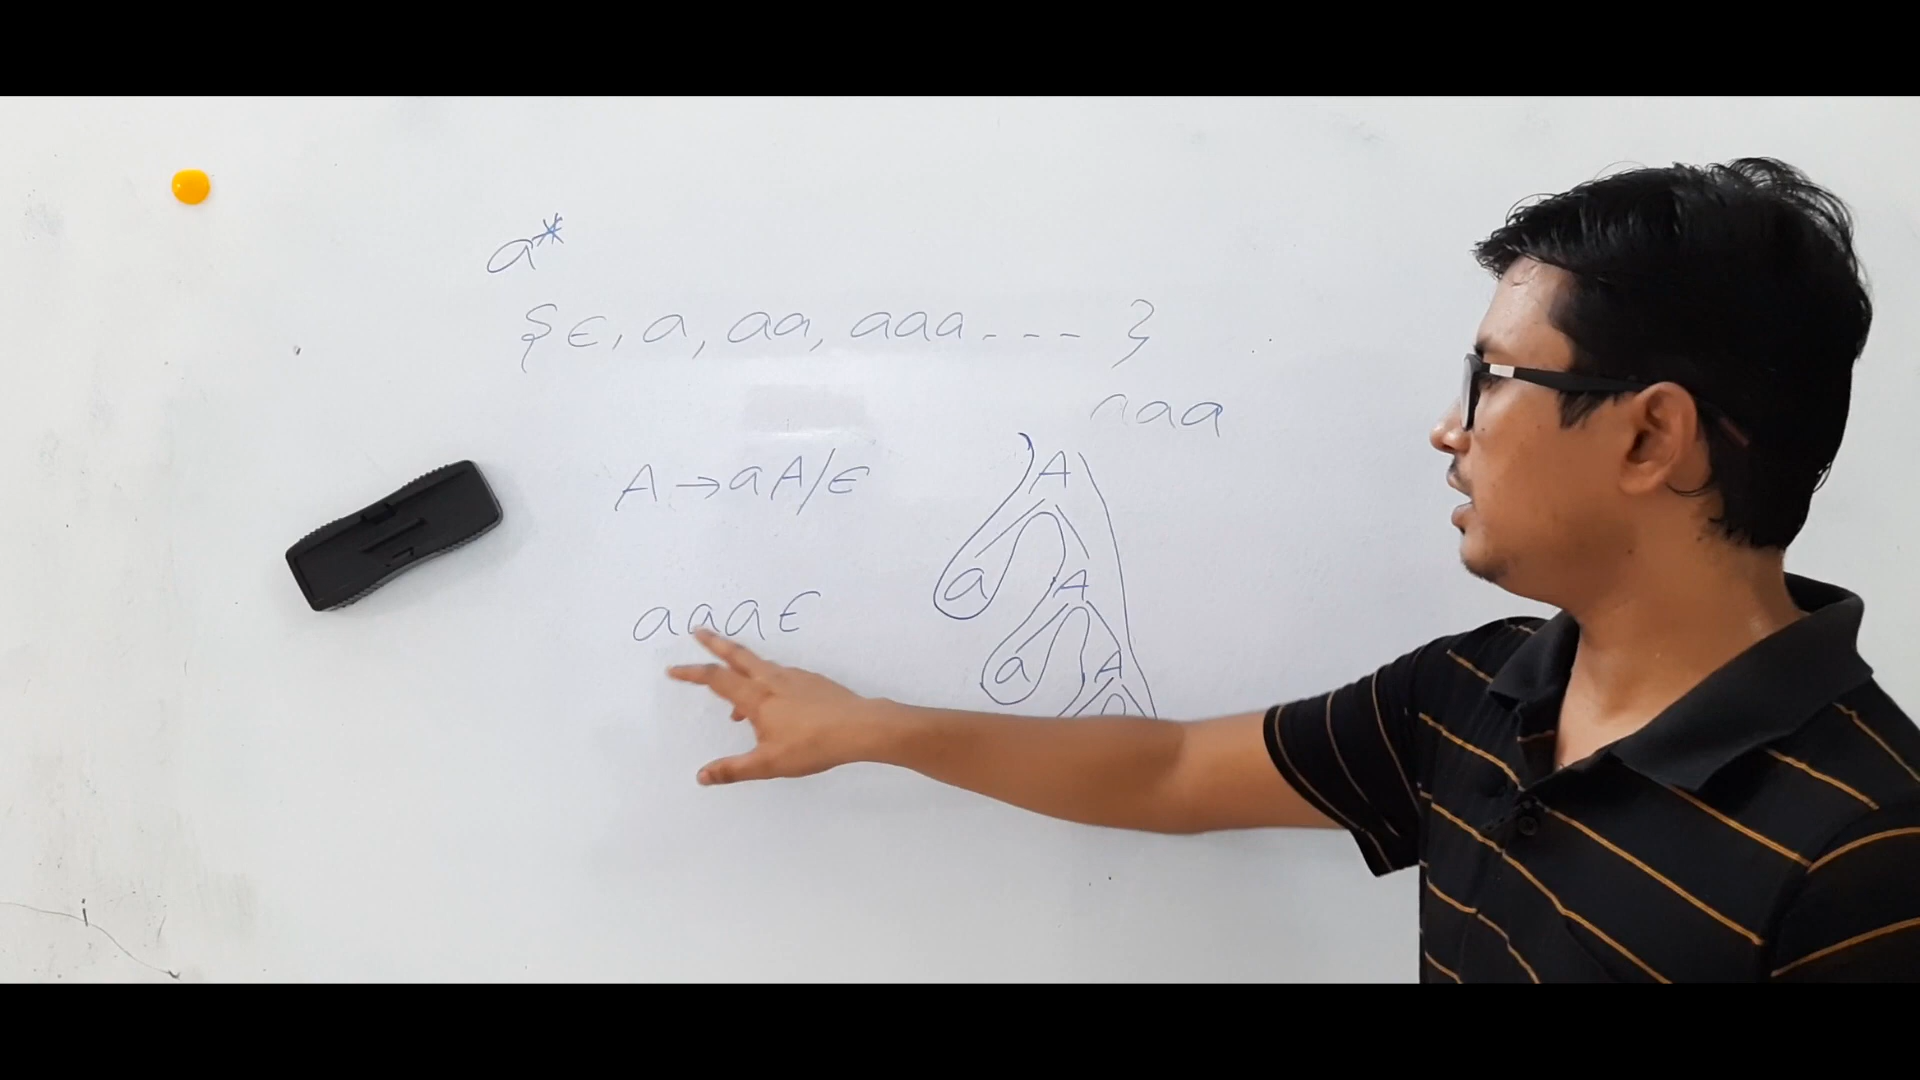 a*
{ε, a, aa, aaa - - - }
aaa
A → aA/ε
A
a A
a A
aaaε